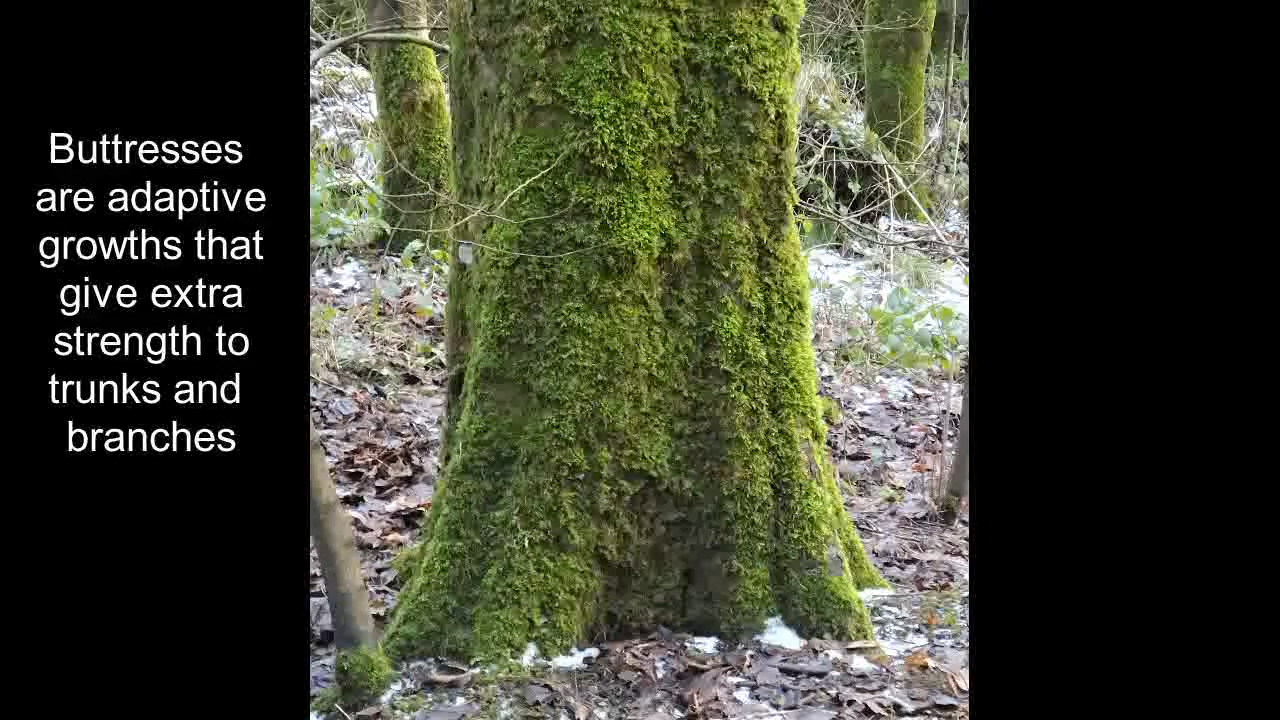 Buttresses
are adaptive
growths that
give extra
strength to
trunks and
branches